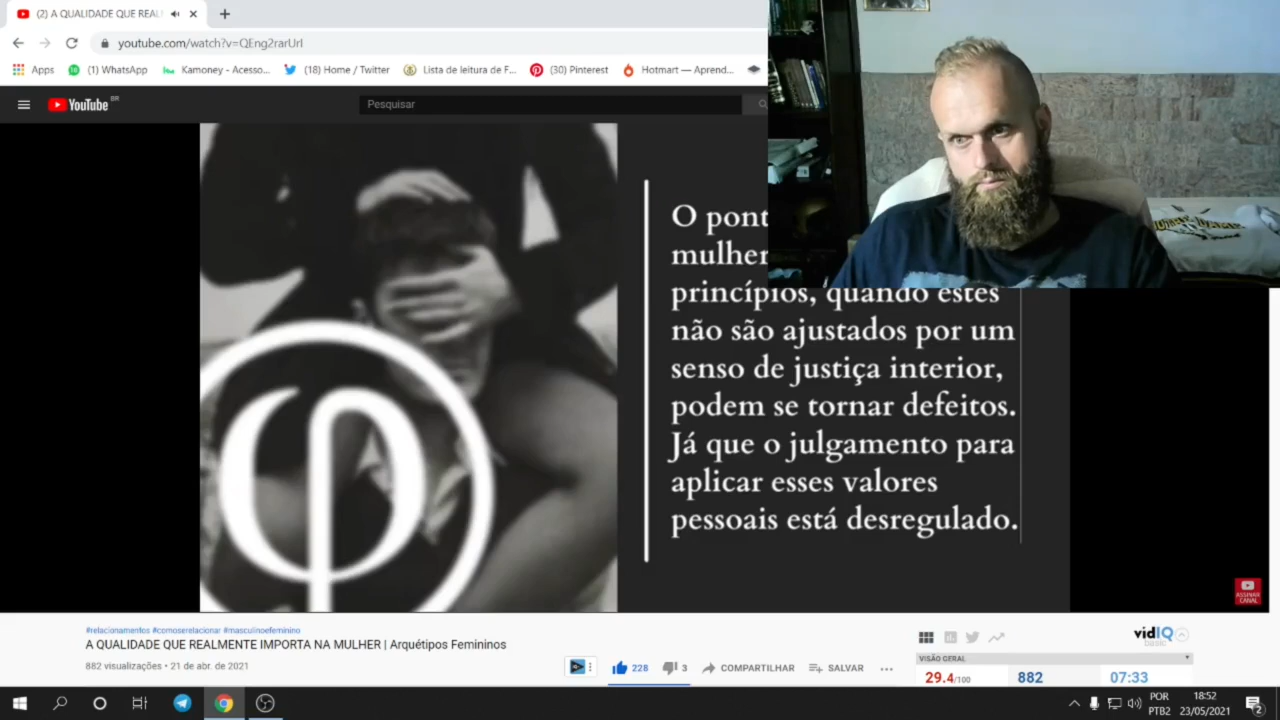 (2) A QUALIDADE QUE REAL
youtube.com/watch?v=QEng2rarUrI
Apps
(1) WhatsApp
Kamoney - Acesso...
(18) Home / Twitter
Lista de leitura de F...
(30) Pinterest
Hotmart — Aprend...
YouTube BR
Pesquisar
O pont
mulher
princípios, quando estes
não são ajustados por um
senso de justiça interior,
podem se tornar defeitos.
Já que o julgamento para
aplicar esses valores
pessoais está desregulado.
ASSINAR
CANAL
#relacionamentos #comoserelacionar #masculinoefeminino
A QUALIDADE QUE REALMENTE IMPORTA NA MULHER | Arquétipos Femininos
882 visualizações • 21 de abr. de 2021
228
3
COMPARTILHAR
SALVAR
vidIQ
VISÃO GERAL
29.4/100
882
07:33
POR
PTB2
18:52
23/05/2021
2